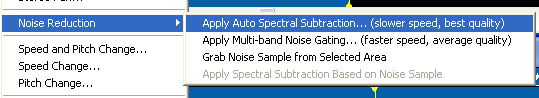 Noise Reduction
Apply Auto Spectral Subtraction... (slower speed, best quality)
Apply Multi-band Noise Gating... (faster speed, average quality)
Grab Noise Sample from Selected Area
Apply Spectral Subtraction Based on Noise Sample
Speed and Pitch Change...
Speed Change...
Pitch Change...